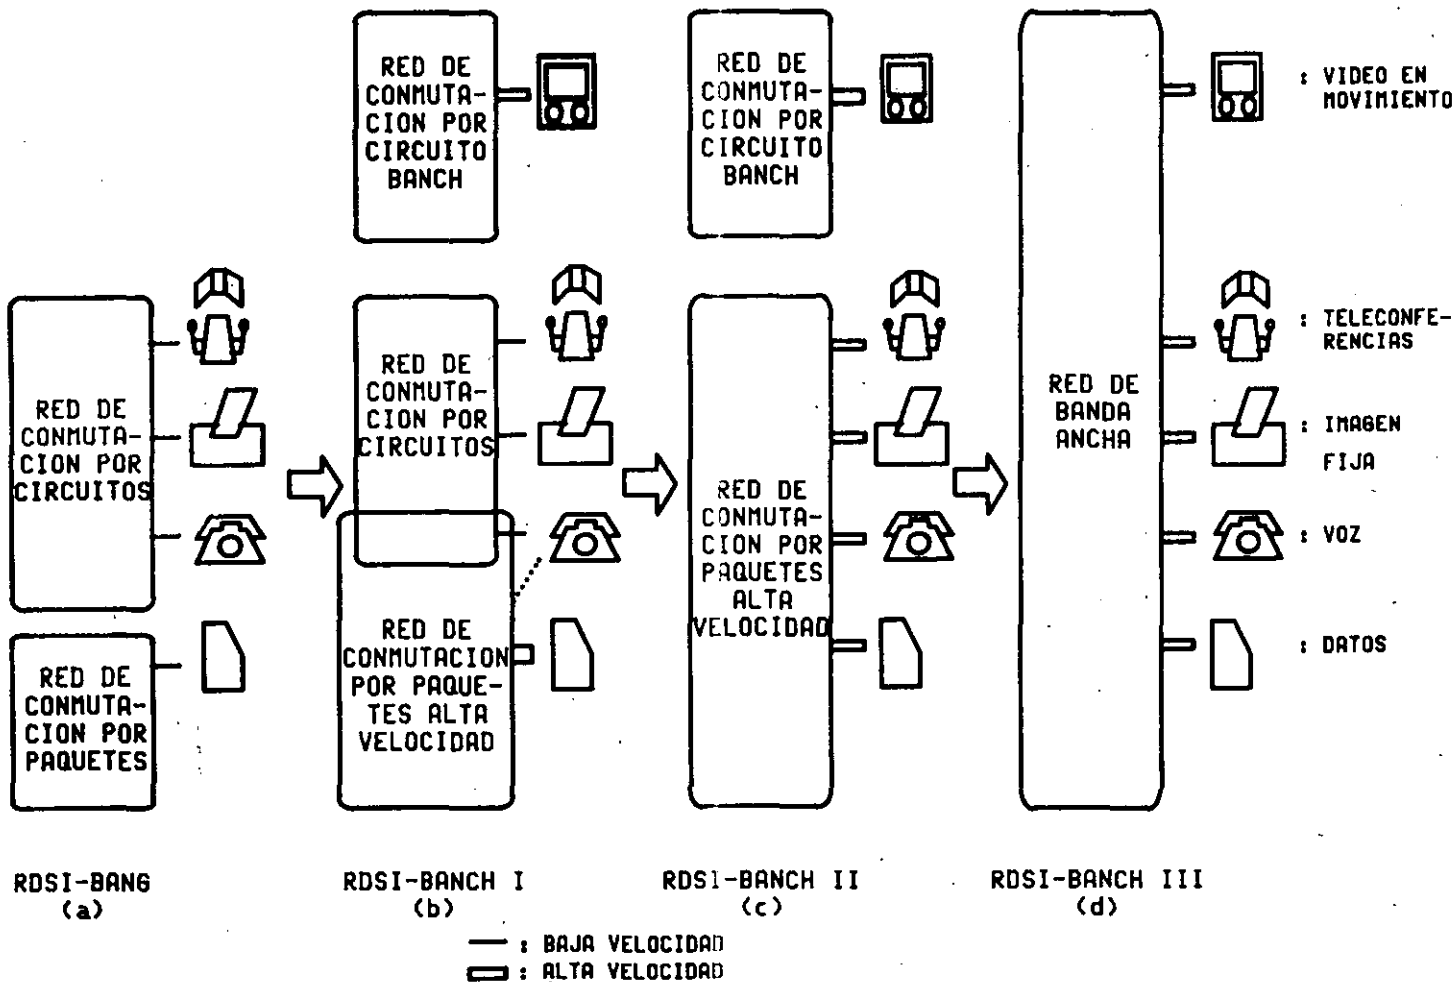 RED DE
CONMUTA-
CION POR
CIRCUITOS
RED DE
CONMUTA-
CION POR
PAQUETES
RDSI-BANG
(a)
RED DE
CONMUTA-
CION POR
CIRCUITO
BANCH
RED DE
CONMUTA-
CION POR
CIRCUITOS
RED DE
CONMUTACION
POR PAQUE-
TES ALTA
VELOCIDAD
RDSI-BANCH I
(b)
RED DE
CONMUTA-
CION POR
CIRCUITO
BANCH
RED DE
CONMUTA-
CION POR
PAQUETES
ALTA
VELOCIDAD
RDSI-BANCH II
(c)
RED DE
BANDA
ANCHA
RDSI-BANCH III
(d)
: VIDEO EN
MOVIMIENTO
: TELECONFE-
RENCIAS
: IMAGEN
FIJA
: VOZ
: DATOS
: BAJA VELOCIDAD
: ALTA VELOCIDAD